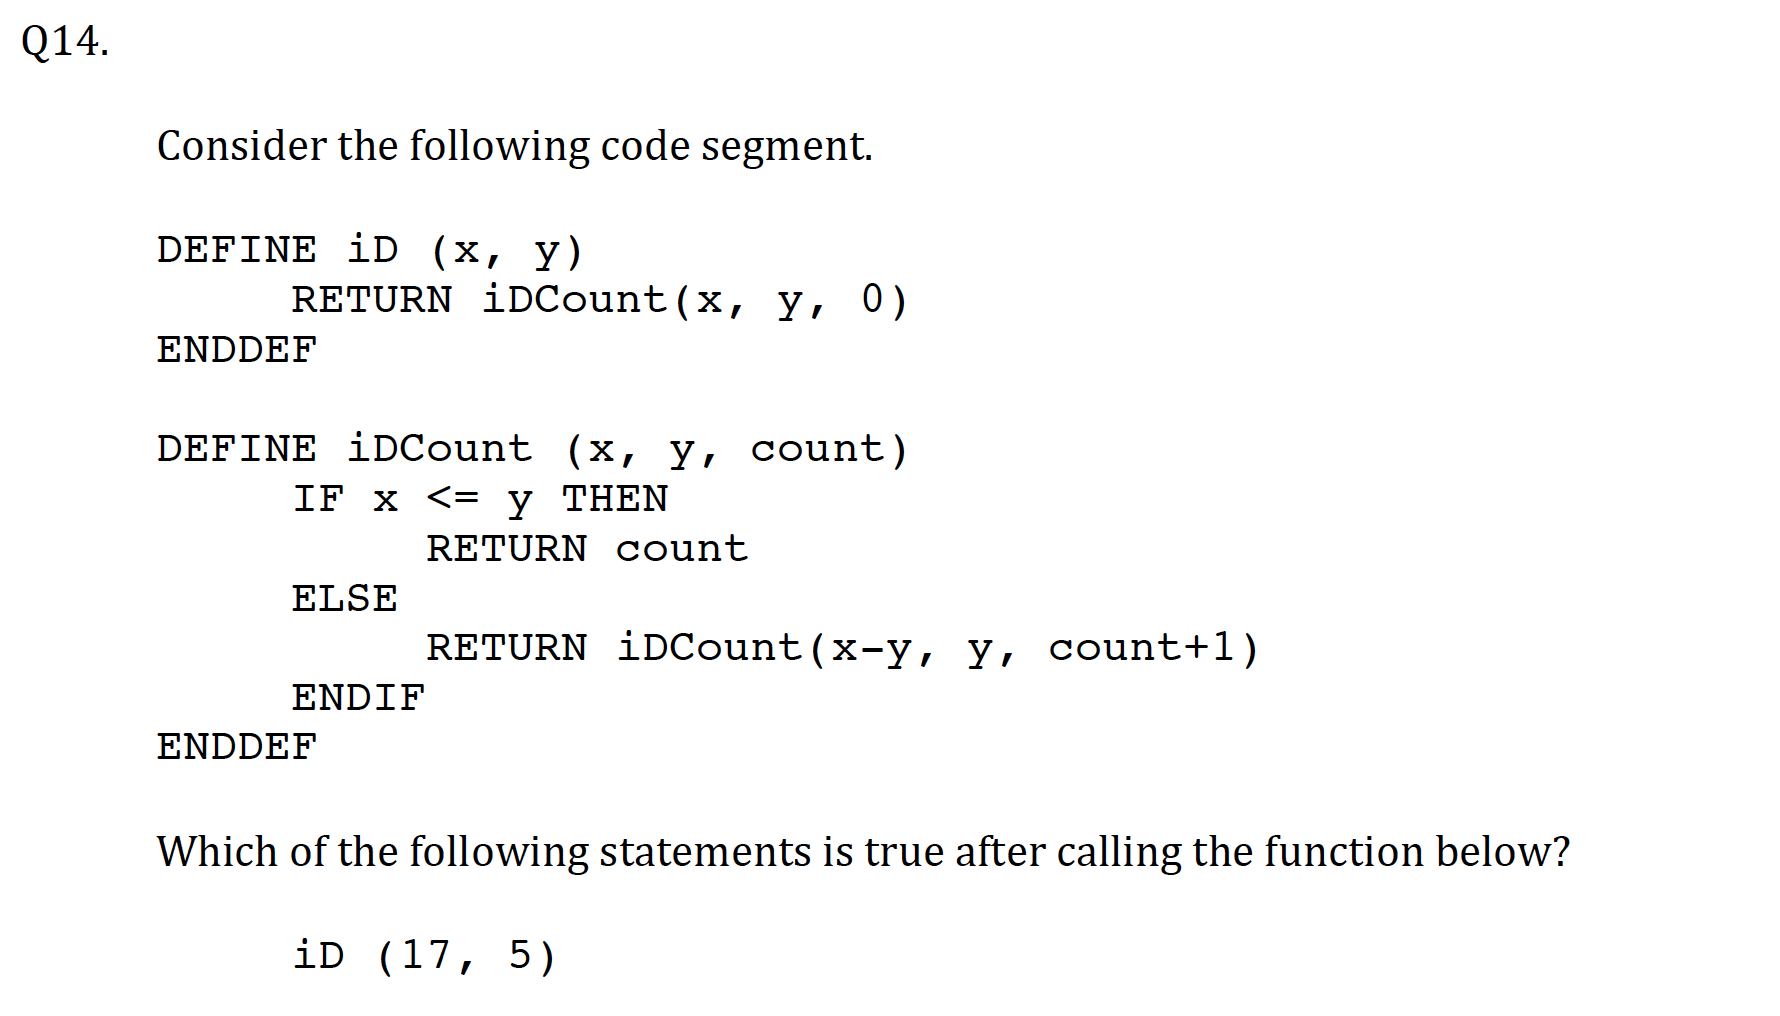 Q14.
Consider the following code segment.
DEFINE iD (x, y)
RETURN iDCount(x, y, 0)
ENDDEF
DEFINE iDCount (x, y, count)
IF x <= y THEN
RETURN count
ELSE
RETURN iDCount(x-y, y, count+1)
ENDIF
ENDDEF
Which of the following statements is true after calling the function below?
iD (17, 5)